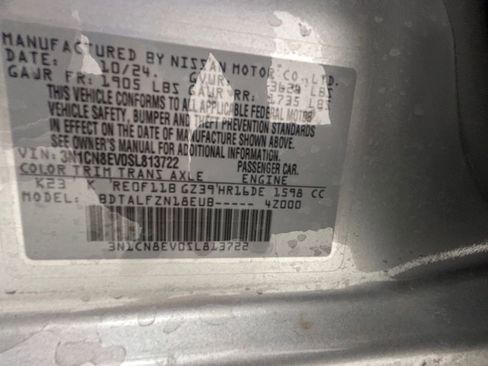 MANUFACTURED BY NISSAN MOTOR CO., LTD.
DATE: 10/24. GVWR: 3629 LBS
GAWR FR: 1905 LBS GAWR RR: 1735 LBS
THIS VEHICLE CONFORMS TO ALL APPLICABLE FEDERAL MOTOR
VEHICLE SAFETY, BUMPER AND THEFT PREVENTION STANDARDS
IN EFFECT ON THE DATE OF MANUFACTURE SHOWN ABOVE.
SEE OWNER'S MANUAL FOR ADDITIONAL INFORMATION.
VIN: 3N1CN8EV0SL813722 PASSENGER CAR.
COLOR TRIM TRANS AXLE ENGINE
K23 K RE0F11B GZ39 HR16DE 1598 CC
MODEL: BDTALFZN18EUB----- 4Z000
3N1CN8EV0SL813722